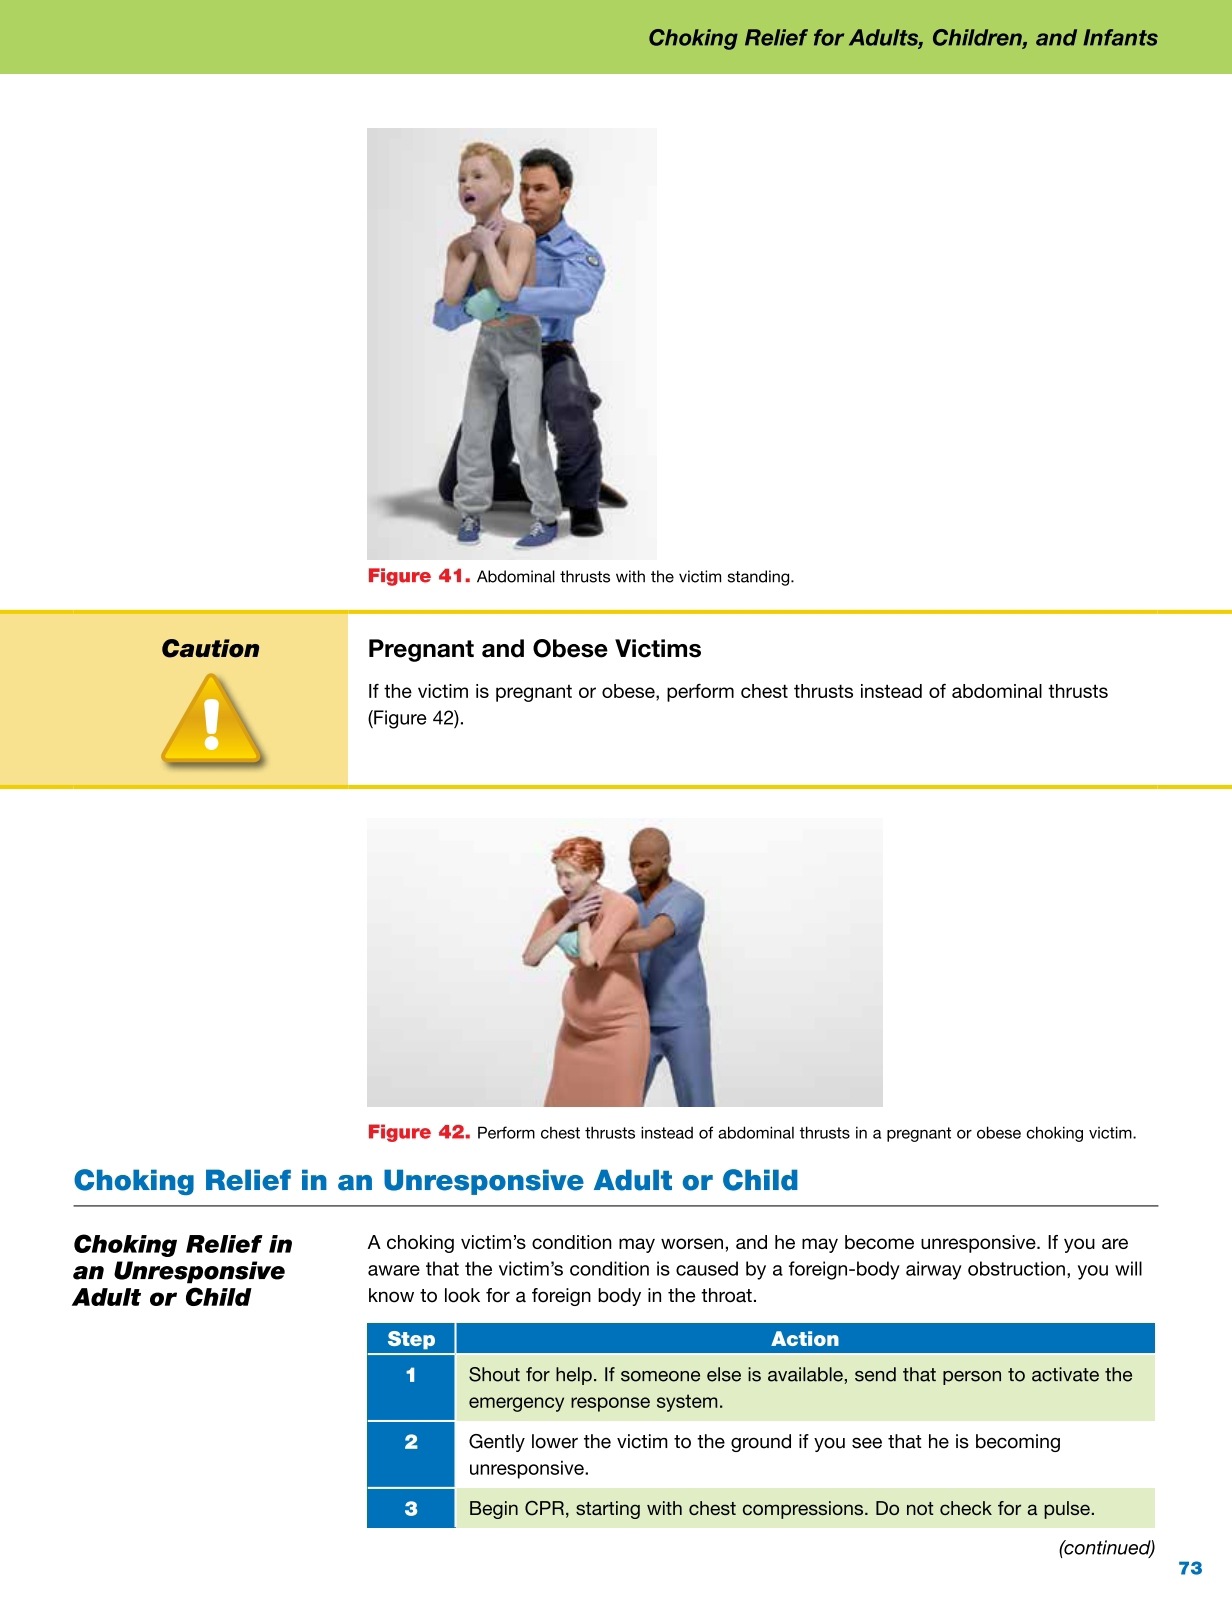 Choking Relief for Adults, Children, and Infants
Figure 41. Abdominal thrusts with the victim standing.
Caution
Pregnant and Obese Victims
If the victim is pregnant or obese, perform chest thrusts instead of abdominal thrusts
(Figure 42).
Figure 42. Perform chest thrusts instead of abdominal thrusts in a pregnant or obese choking victim.
Choking Relief in an Unresponsive Adult or Child
Choking Relief in
an Unresponsive
Adult or Child
A choking victim's condition may worsen, and he may become unresponsive. If you are
aware that the victim's condition is caused by a foreign-body airway obstruction, you will
know to look for a foreign body in the throat.
Step Action
1 Shout for help. If someone else is available, send that person to activate the
emergency response system.
2 Gently lower the victim to the ground if you see that he is becoming
unresponsive.
3 Begin CPR, starting with chest compressions. Do not check for a pulse.
(continued)
73